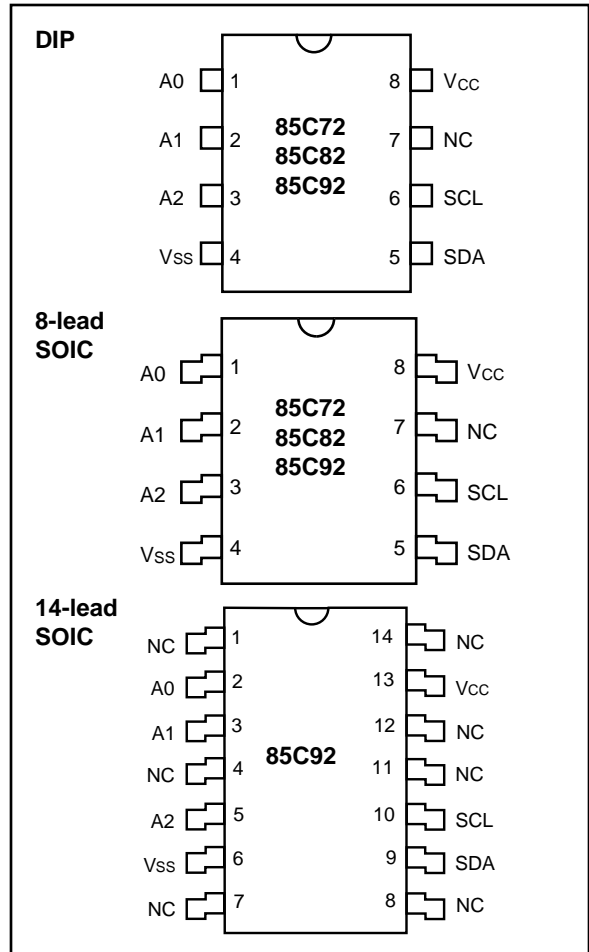 DIP
A0 1 8 VCC
85C72
A1 2 7 NC
85C82
85C92
A2 3 6 SCL
VSS 4 5 SDA
8-lead
SOIC
A0 1 8 VCC
85C72
A1 2 7 NC
85C82
85C92
A2 3 6 SCL
VSS 4 5 SDA
14-lead
SOIC
NC 1 14 NC
A0 2 13 VCC
A1 3 12 NC
85C92
NC 4 11 NC
A2 5 10 SCL
VSS 6 9 SDA
NC 7 8 NC